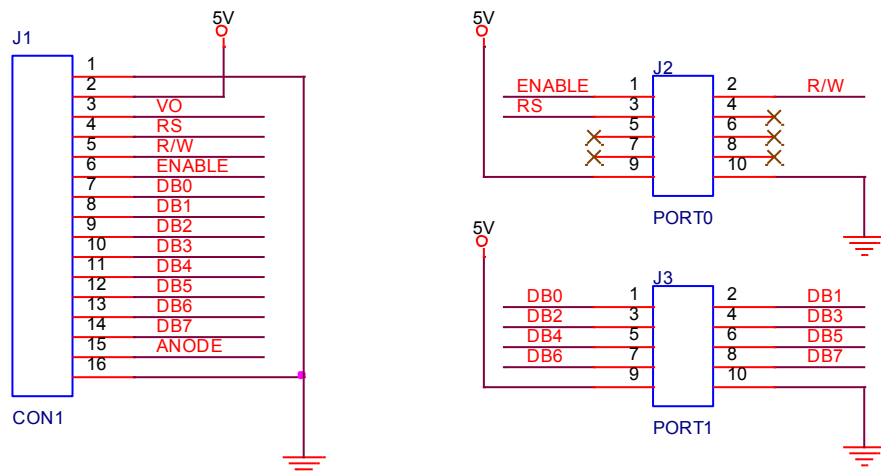 J1
5V
1
2
3 VO
4 RS
5 R/W
6 ENABLE
7 DB0
8 DB1
9 DB2
10 DB3
11 DB4
12 DB5
13 DB6
14 DB7
15 ANODE
16
CON1
5V
J2
ENABLE 1 2 R/W
RS 3 4
5 6
7 8
9 10
PORT0
5V
J3
DB0 1 2 DB1
DB2 3 4 DB3
DB4 5 6 DB5
DB6 7 8 DB7
9 10
PORT1